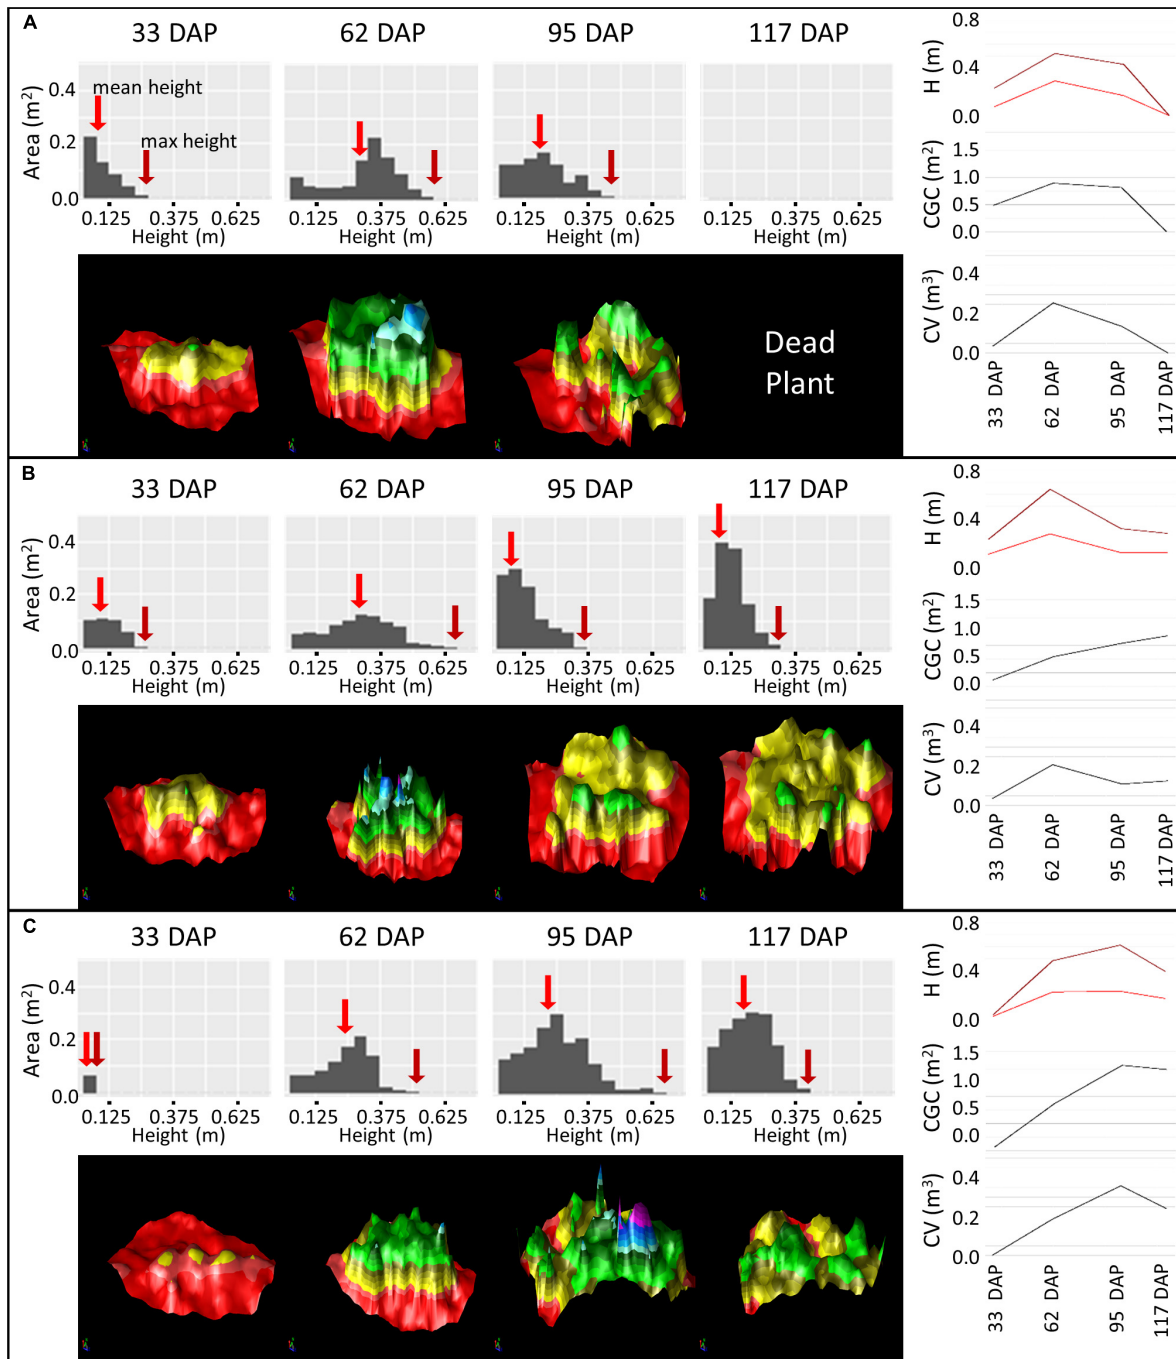 A
33 DAP 62 DAP 95 DAP 117 DAP
Area (m²)
0.4
0.2
0.0
mean height
max height
0.125 0.375 0.625 0.125 0.375 0.625 0.125 0.375 0.625 0.125 0.375 0.625
Height (m) Height (m) Height (m) Height (m)
Dead
Plant
H (m)
0.8
0.4
0.0
CGC (m²)
1.5
1.0
0.5
0.0
CV (m³)
0.4
0.2
0.0
33 DAP 62 DAP 95 DAP 117 DAP
B
33 DAP 62 DAP 95 DAP 117 DAP
Area (m²)
0.4
0.2
0.0
0.125 0.375 0.625 0.125 0.375 0.625 0.125 0.375 0.625 0.125 0.375 0.625
Height (m) Height (m) Height (m) Height (m)
H (m)
0.8
0.4
0.0
CGC (m²)
1.5
1.0
0.5
0.0
CV (m³)
0.4
0.2
0.0
33 DAP 62 DAP 95 DAP 117 DAP
C
33 DAP 62 DAP 95 DAP 117 DAP
Area (m²)
0.4
0.2
0.0
0.125 0.375 0.625 0.125 0.375 0.625 0.125 0.375 0.625 0.125 0.375 0.625
Height (m) Height (m) Height (m) Height (m)
H (m)
0.8
0.4
0.0
CGC (m²)
1.5
1.0
0.5
0.0
CV (m³)
0.4
0.2
0.0
33 DAP 62 DAP 95 DAP 117 DAP